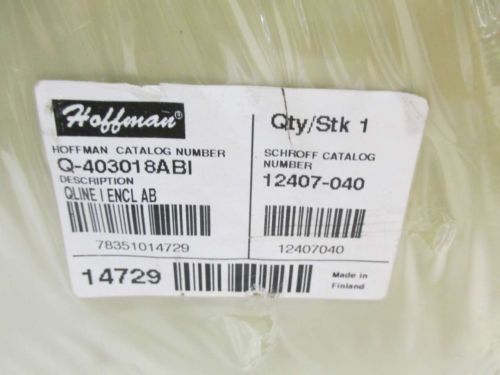 Hoffman®
Qty/Stk 1
HOFFMAN CATALOG NUMBER
Q-403018ABI
DESCRIPTION
QLINE I ENCL AB
78351014729
SCHROFF CATALOG
NUMBER
12407-040
12407040
14729
Made in
Finland